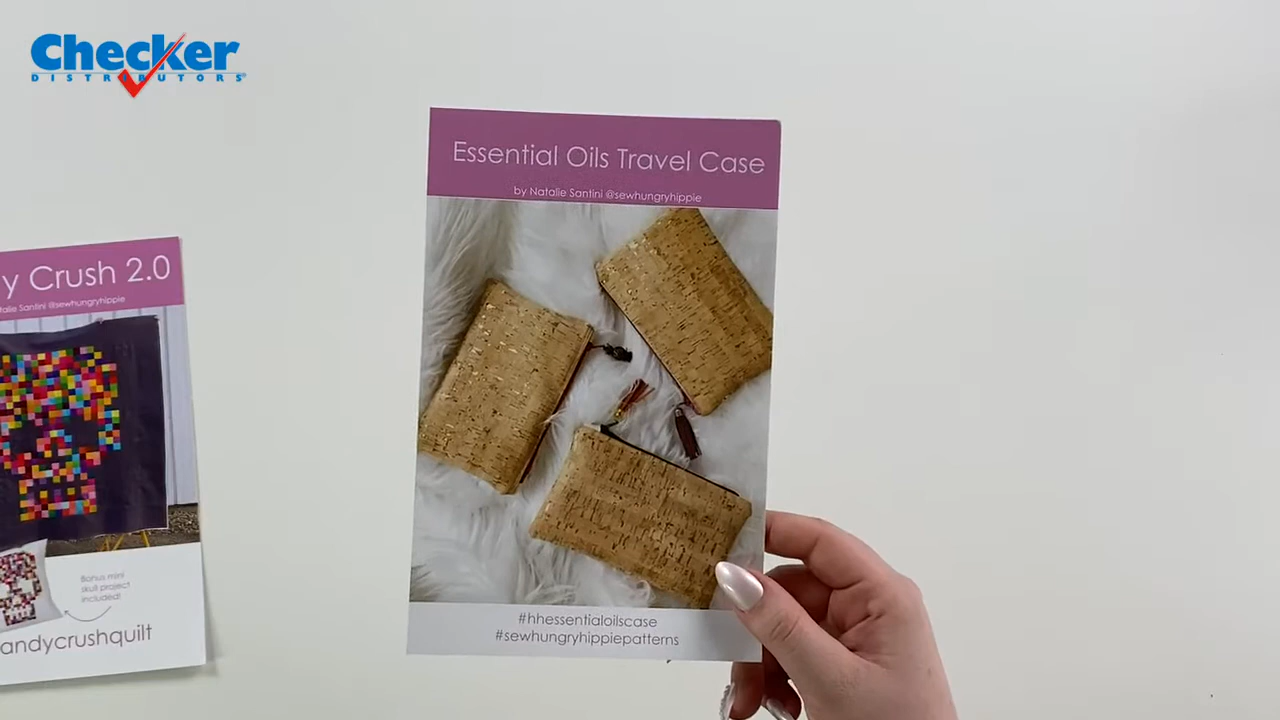 Checker
DISTRIBUTORS
Essential Oils Travel Case
by Natalie Santini @sewhungryhippie
#hhessentialoilscase
#sewhungryhippiepatterns
y Crush 2.0
Natalie Santini @sewhungryhippie
Bonus mini
skull project
included!
andycrushquilt